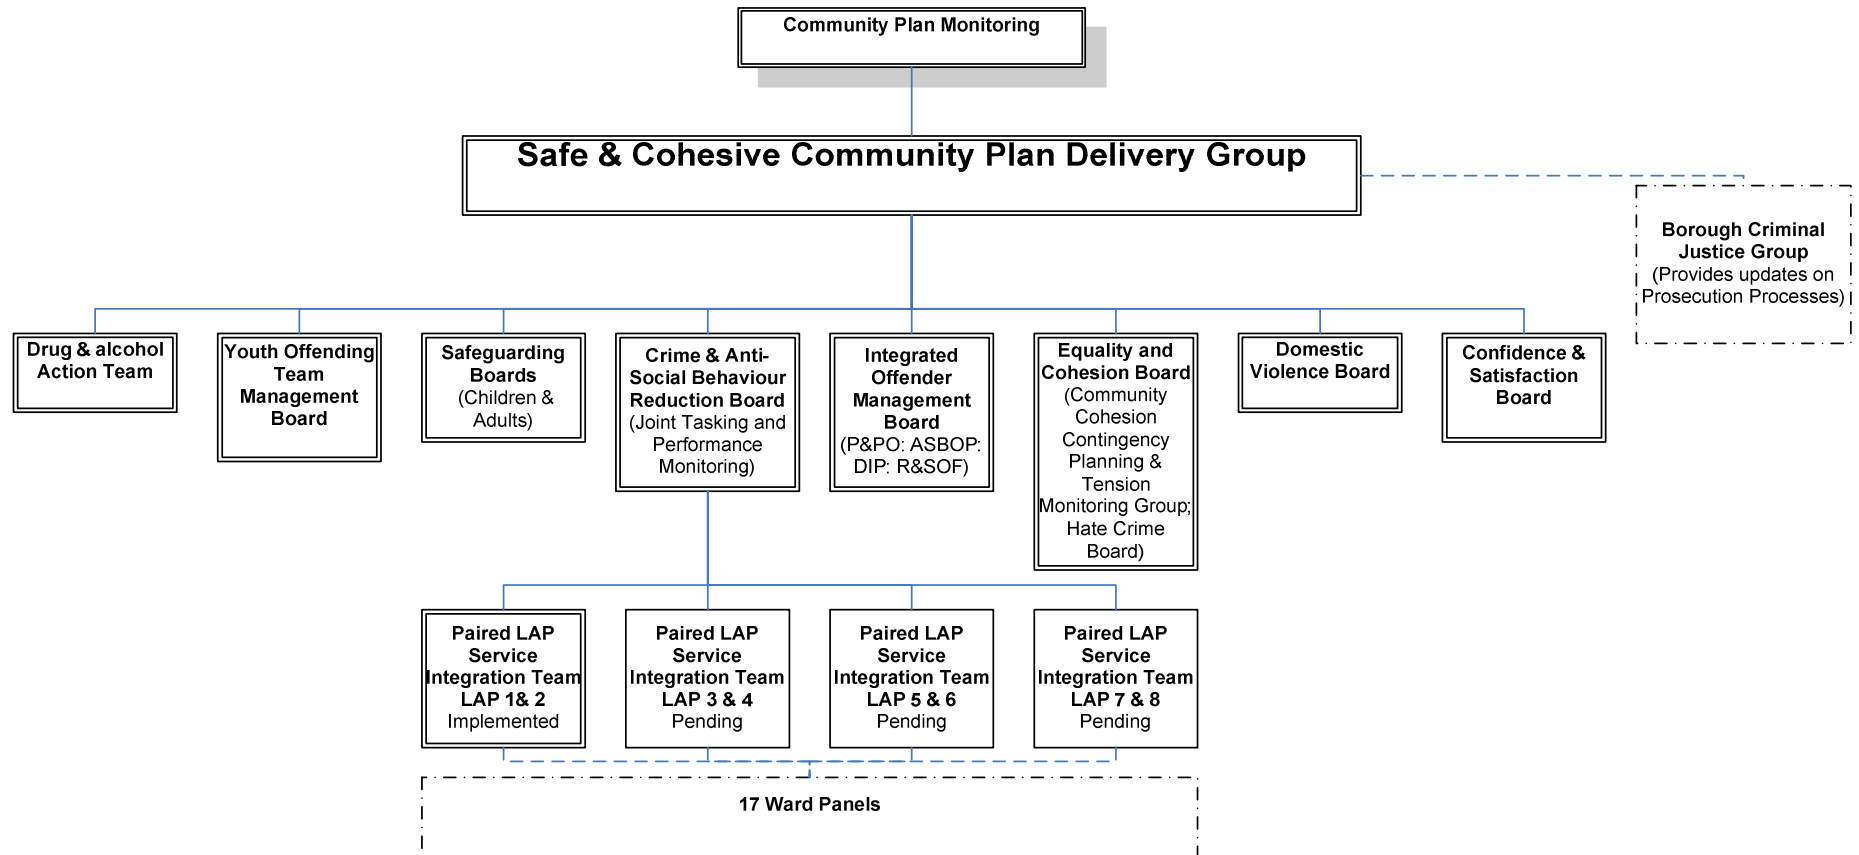 Community Plan Monitoring
Safe & Cohesive Community Plan Delivery Group
Borough Criminal
Justice Group
(Provides updates on
Prosecution Processes)
Drug & alcohol
Action Team
Youth Offending
Team
Management
Board
Safeguarding
Boards
(Children &
Adults)
Crime & Anti-
Social Behaviour
Reduction Board
(Joint Tasking and
Performance
Monitoring)
Integrated
Offender
Management
Board
(P&PO: ASBOP:
DIP: R&SOF)
Equality and
Cohesion Board
(Community
Cohesion
Contingency
Planning &
Tension
Monitoring Group;
Hate Crime
Board)
Domestic
Violence Board
Confidence &
Satisfaction
Board
Paired LAP
Service
Integration Team
LAP 1& 2
Implemented
Paired LAP
Service
Integration Team
LAP 3 & 4
Pending
Paired LAP
Service
Integration Team
LAP 5 & 6
Pending
Paired LAP
Service
Integration Team
LAP 7 & 8
Pending
17 Ward Panels